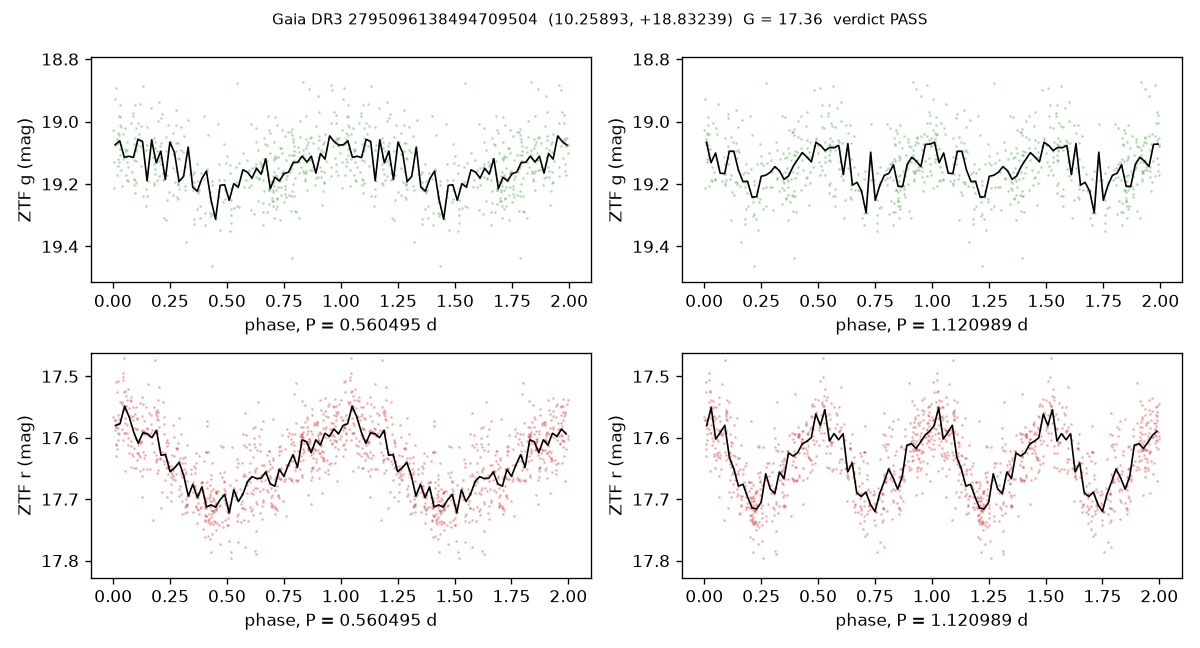 Gaia DR3 2795096138494709504 (10.25893, +18.83239) G = 17.36 verdict PASS
18.8
19.0
19.2
19.4
ZTF g (mag)
0.00 0.25 0.50 0.75 1.00 1.25 1.50 1.75 2.00
phase, P = 0.560495 d
18.8
19.0
19.2
19.4
ZTF g (mag)
0.00 0.25 0.50 0.75 1.00 1.25 1.50 1.75 2.00
phase, P = 1.120989 d
17.5
17.6
17.7
17.8
ZTF r (mag)
0.00 0.25 0.50 0.75 1.00 1.25 1.50 1.75 2.00
phase, P = 0.560495 d
17.5
17.6
17.7
17.8
ZTF r (mag)
0.00 0.25 0.50 0.75 1.00 1.25 1.50 1.75 2.00
phase, P = 1.120989 d